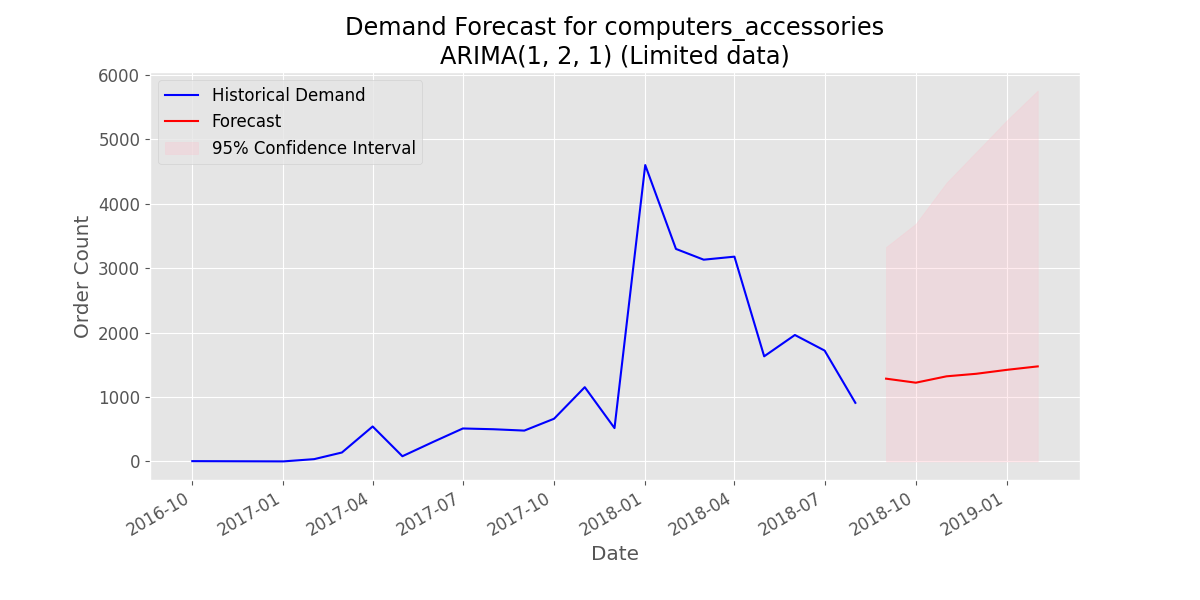 Demand Forecast for computers_accessories
ARIMA(1, 2, 1) (Limited data)
Historical Demand
Forecast
95% Confidence Interval
Order Count
6000
5000
4000
3000
2000
1000
0
2016-10
2017-01
2017-04
2017-07
2017-10
2018-01
2018-04
2018-07
2018-10
2019-01
Date